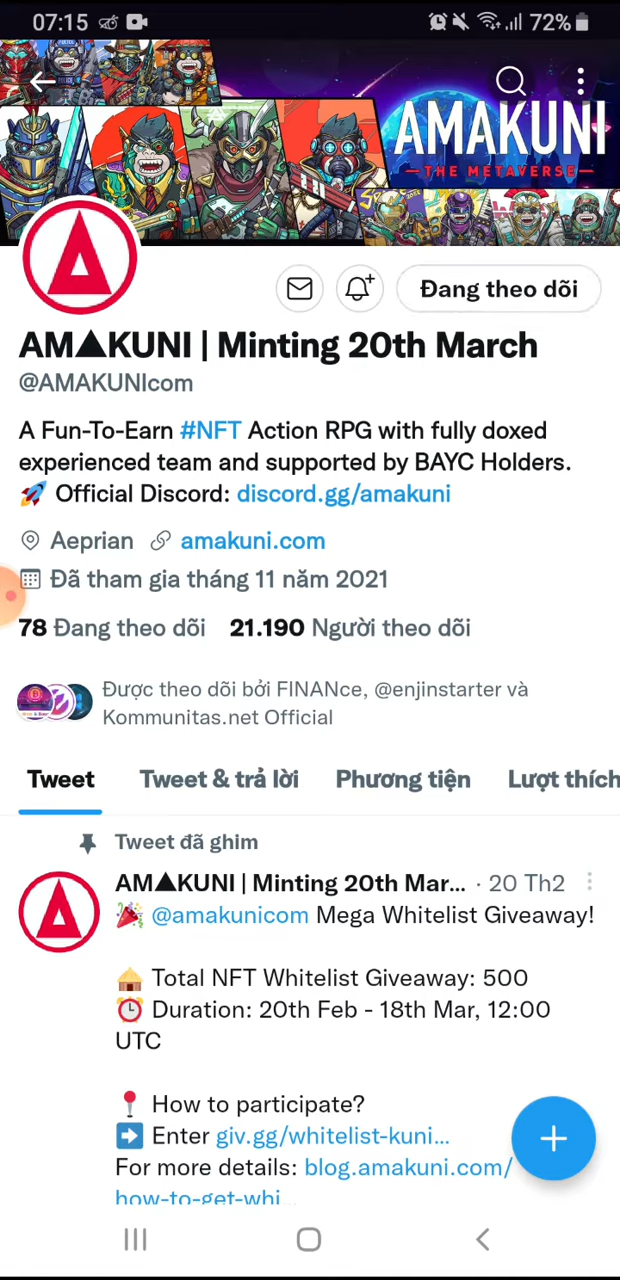 07:15
72%
AMAKUNI
THE METAVERSE
Đang theo dõi
AM▲KUNI | Minting 20th March
@AMAKUNIcom
A Fun-To-Earn #NFT Action RPG with fully doxed
experienced team and supported by BAYC Holders.
🚀 Official Discord: discord.gg/amakuni
Aeprian amakuni.com
Đã tham gia tháng 11 năm 2021
78 Đang theo dõi 21.190 Người theo dõi
Được theo dõi bởi FINANce, @enjinstarter và
Kommunitas.net Official
Tweet Tweet & trả lời Phương tiện Lượt thích
Tweet đã ghim
AM▲KUNI | Minting 20th Mar... · 20 Th2
🎉 @amakunicom Mega Whitelist Giveaway!
🛖 Total NFT Whitelist Giveaway: 500
⏰ Duration: 20th Feb - 18th Mar, 12:00
UTC
📍 How to participate?
➡️ Enter giv.gg/whitelist-kuni...
For more details: blog.amakuni.com/
how-to-get-whi...